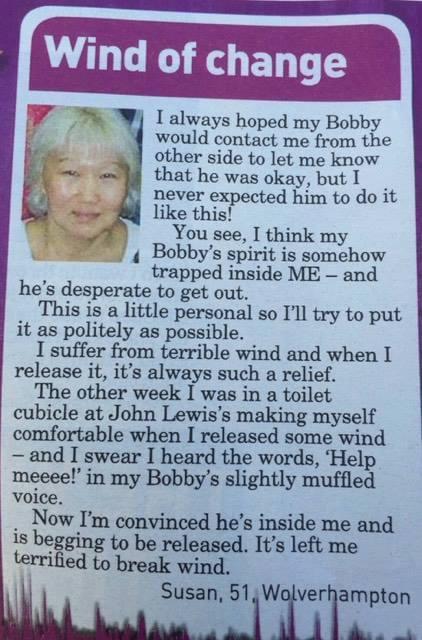 Wind of change
I always hoped my Bobby
would contact me from the
other side to let me know
that he was okay, but I
never expected him to do it
like this!
You see, I think my
Bobby's spirit is somehow
trapped inside ME – and
he's desperate to get out.
This is a little personal so I'll try to put
it as politely as possible.
I suffer from terrible wind and when I
release it, it's always such a relief.
The other week I was in a toilet
cubicle at John Lewis's making myself
comfortable when I released some wind
– and I swear I heard the words, 'Help
meeee!' in my Bobby's slightly muffled
voice.
Now I'm convinced he's inside me and
is begging to be released. It's left me
terrified to break wind.
Susan, 51, Wolverhampton